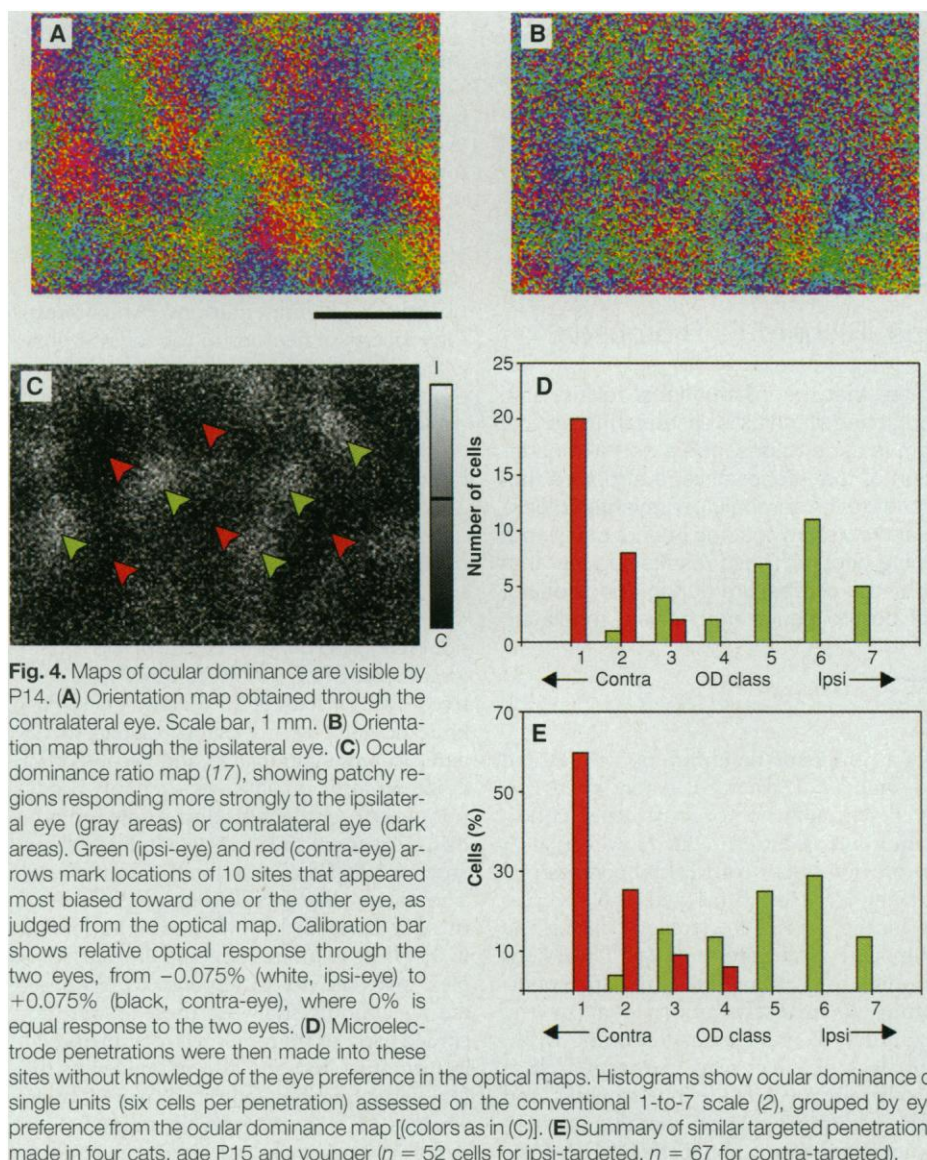 A
B
C
I
C
D
25
20
15
10
5
0
Number of cells
1 2 3 4 5 6 7
Contra OD class Ipsi
E
70
50
30
10
Cells (%)
1 2 3 4 5 6 7
Contra OD class Ipsi
Fig. 4. Maps of ocular dominance are visible by
P14. (A) Orientation map obtained through the
contralateral eye. Scale bar, 1 mm. (B) Orienta-
tion map through the ipsilateral eye. (C) Ocular
dominance ratio map (17), showing patchy re-
gions responding more strongly to the ipsilater-
al eye (gray areas) or contralateral eye (dark
areas). Green (ipsi-eye) and red (contra-eye) ar-
rows mark locations of 10 sites that appeared
most biased toward one or the other eye, as
judged from the optical map. Calibration bar
shows relative optical response through the
two eyes, from −0.075% (white, ipsi-eye) to
+0.075% (black, contra-eye), where 0% is
equal response to the two eyes. (D) Microelec-
trode penetrations were then made into these
sites without knowledge of the eye preference in the optical maps. Histograms show ocular dominance
single units (six cells per penetration) assessed on the conventional 1-to-7 scale (2), grouped by
preference from the ocular dominance map [(colors as in (C)]. (E) Summary of similar targeted penetration
made in four cats, age P15 and younger (n = 52 cells for ipsi-targeted, n = 67 for contra-targeted).